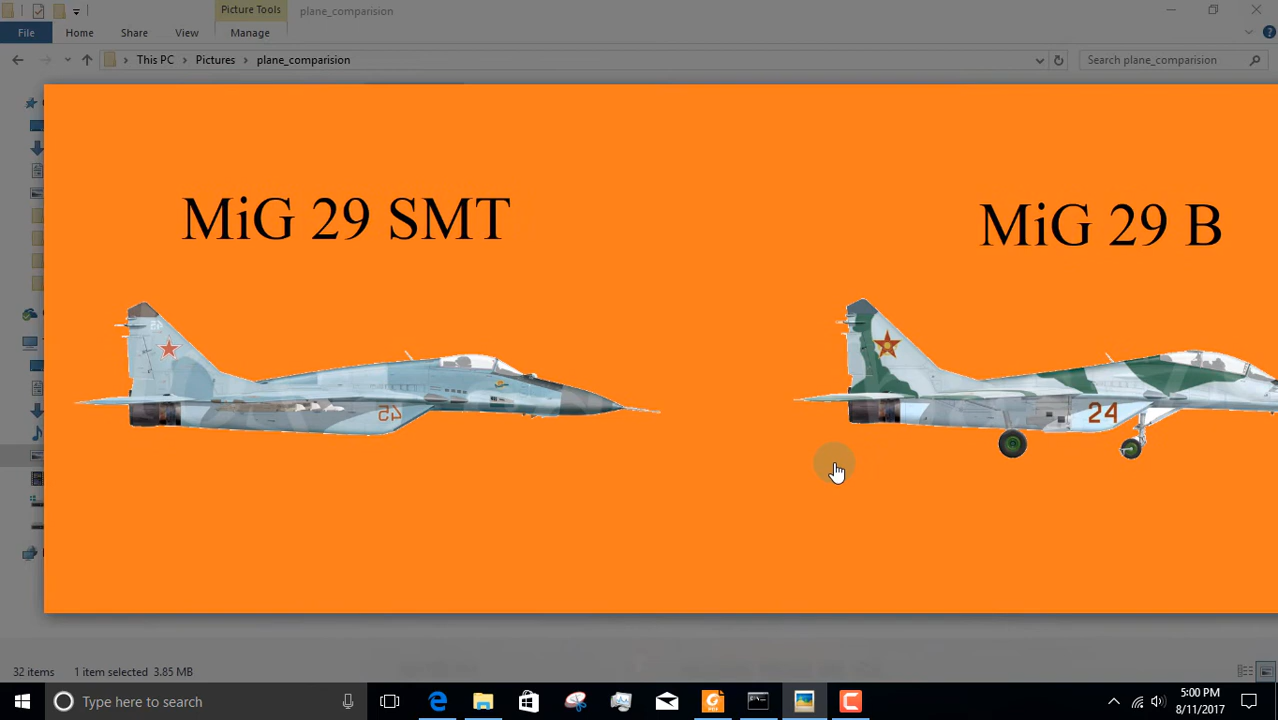 Picture Tools
plane_comparision
File
Home
Share
View
Manage
This PC
Pictures
plane_comparision
Search plane_comparision
MiG 29 SMT
MiG 29 B
45
24
32 items
1 item selected 3.85 MB
Type here to search
5:00 PM
8/11/2017